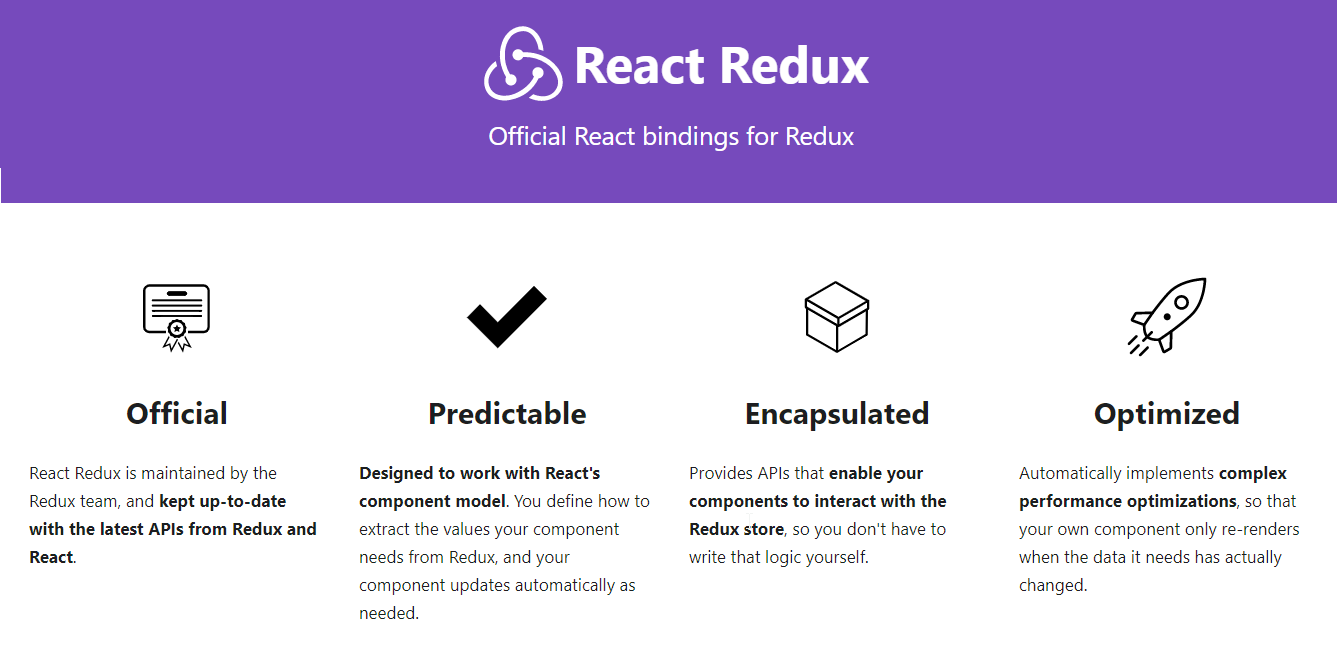 React Redux
Official React bindings for Redux
Official
React Redux is maintained by the
Redux team, and kept up-to-date
with the latest APIs from Redux and
React.
Predictable
Designed to work with React's
component model. You define how to
extract the values your component
needs from Redux, and your
component updates automatically as
needed.
Encapsulated
Provides APIs that enable your
components to interact with the
Redux store, so you don't have to
write that logic yourself.
Optimized
Automatically implements complex
performance optimizations, so that
your own component only re-renders
when the data it needs has actually
changed.